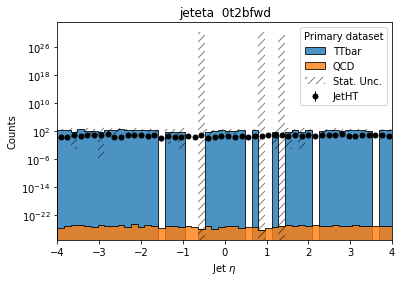 jeteta  0t2bfwd
Primary dataset
TTbar
QCD
Stat. Unc.
JetHT
Counts
10^26
10^18
10^10
10^2
10^−6
10^−14
10^−22
−4 −3 −2 −1 0 1 2 3 4
Jet η